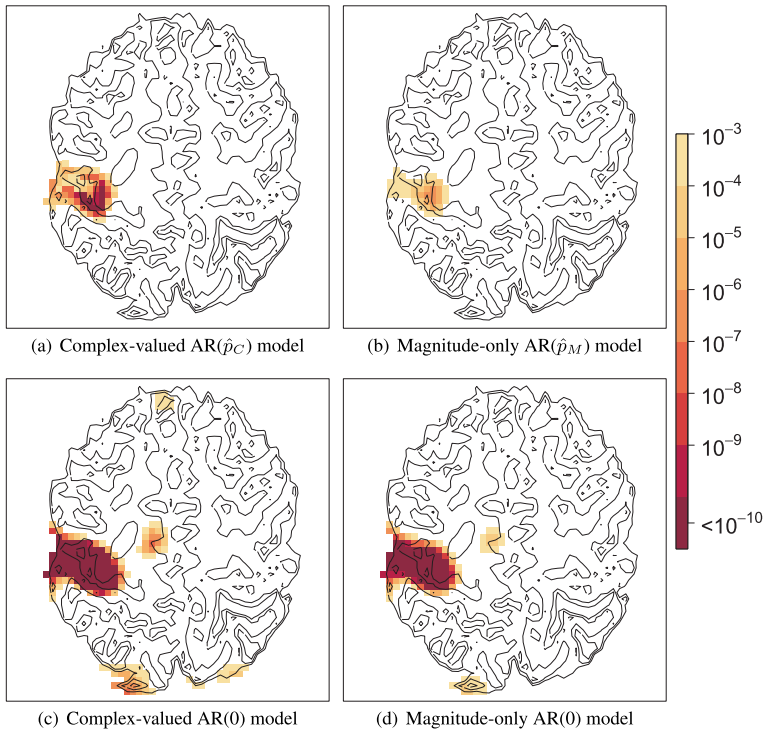 10⁻³
10⁻⁴
10⁻⁵
10⁻⁶
10⁻⁷
10⁻⁸
10⁻⁹
<10⁻¹⁰
(a) Complex-valued AR(p̂_C) model
(b) Magnitude-only AR(p̂_M) model
(c) Complex-valued AR(0) model
(d) Magnitude-only AR(0) model